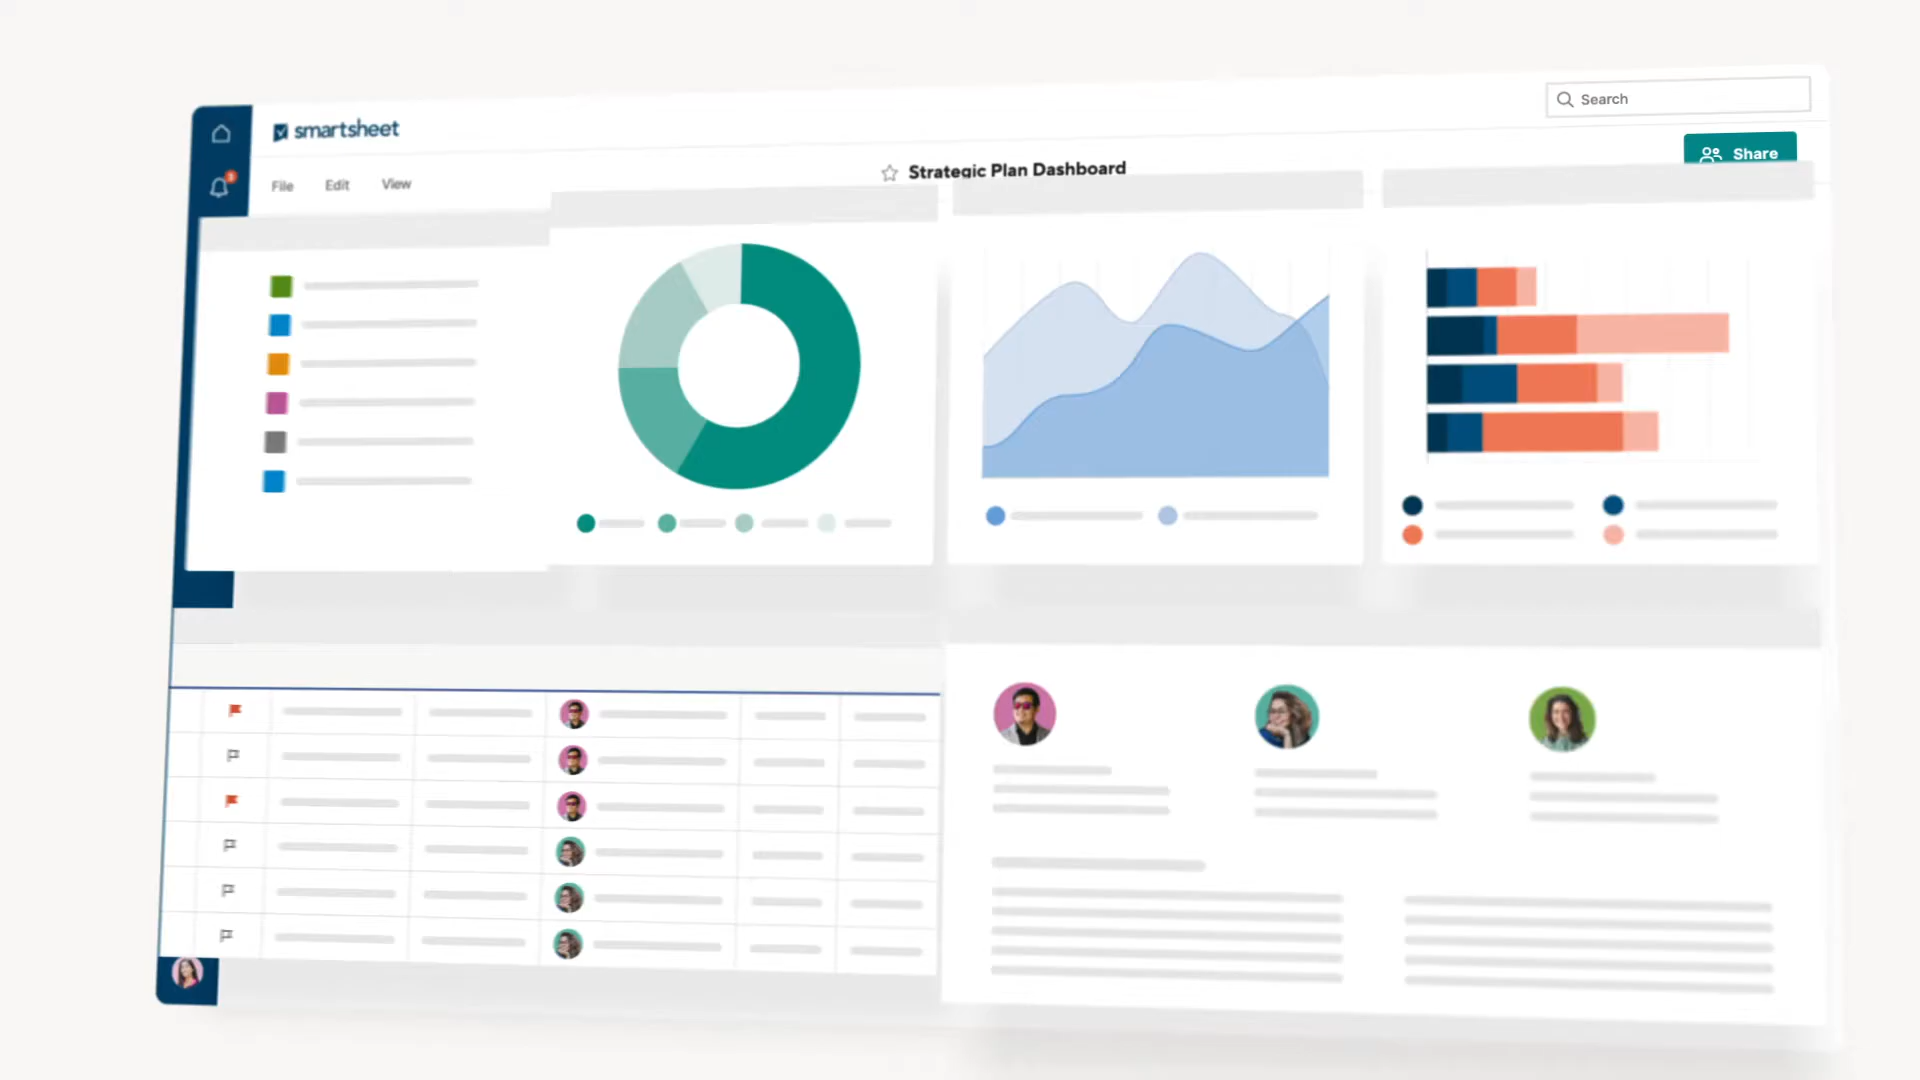 smartsheet
Search
Strategic Plan Dashboard
Share
File Edit View